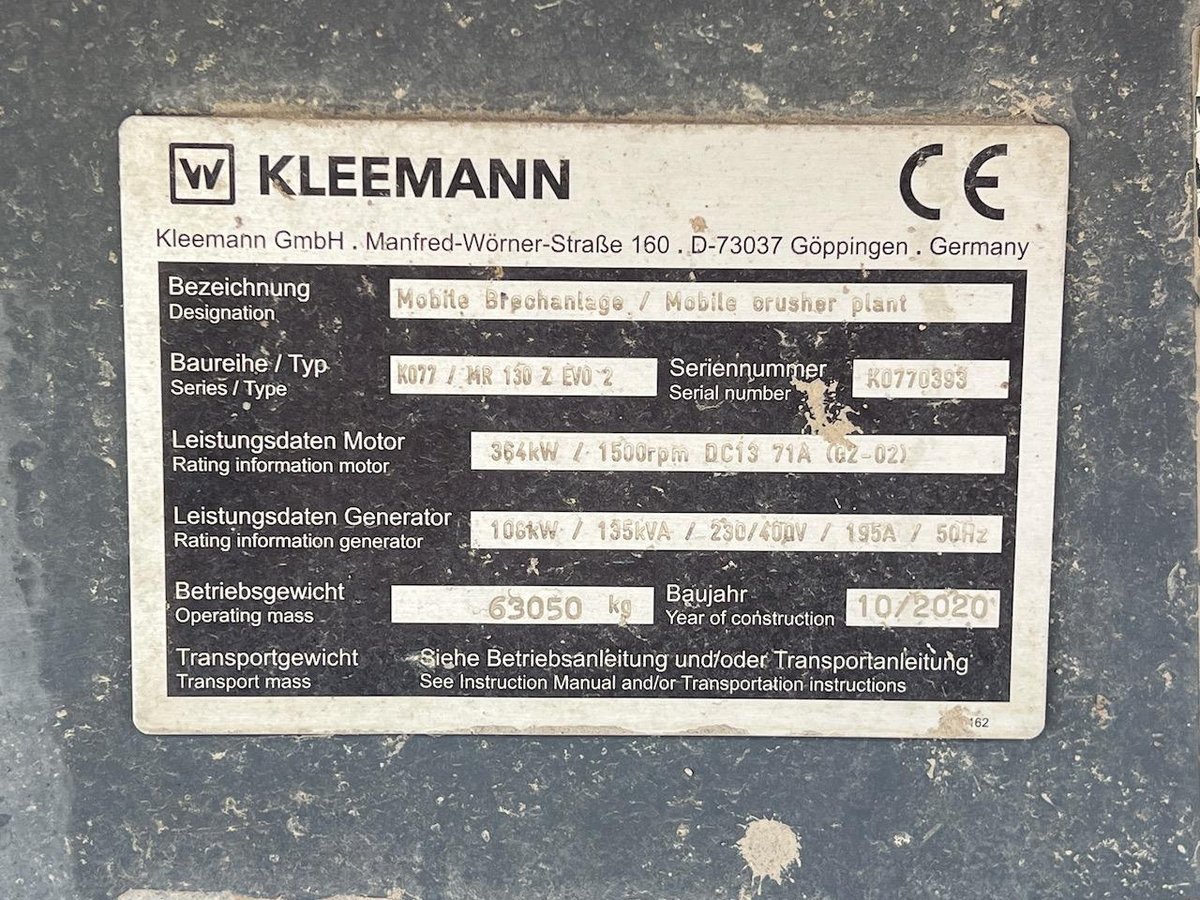 W KLEEMANN CE
Kleemann GmbH . Manfred-Wörner-Straße 160 . D-73037 Göppingen . Germany
Bezeichnung
Designation
Mobile Brechanlage / Mobile crusher plant
Baureihe / Typ
Series / Type
K077 / MR 130 Z EVO 2
Seriennummer
Serial number
K0770393
Leistungsdaten Motor
Rating information motor
364kW / 1500rpm DC13 71A (02-02)
Leistungsdaten Generator
Rating information generator
106kW / 135kVA / 230/400V / 195A / 50Hz
Betriebsgewicht
Operating mass
63050 kg
Baujahr
Year of construction
10/2020
Transportgewicht
Transport mass
Siehe Betriebsanleitung und/oder Transportanleitung
See Instruction Manual and/or Transportation instructions